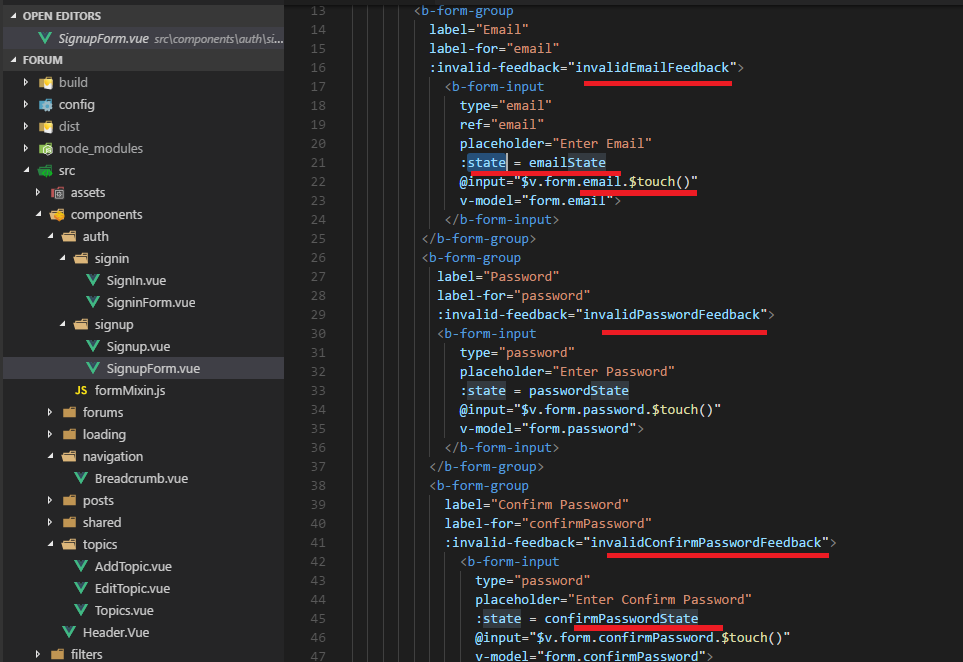 OPEN EDITORS
SignupForm.vue src\components\auth\si...
FORUM
build
config
dist
node_modules
src
assets
components
auth
signin
SignIn.vue
SigninForm.vue
signup
Signup.vue
SignupForm.vue
JS formMixin.js
forums
loading
navigation
Breadcrumb.vue
posts
shared
topics
AddTopic.vue
EditTopic.vue
Topics.vue
Header.Vue
filters
13 <b-form-group
14 label="Email"
15 label-for="email"
16 :invalid-feedback="invalidEmailFeedback">
17 <b-form-input
18 type="email"
19 ref="email"
20 placeholder="Enter Email"
21 :state = emailState
22 @input="$v.form.email.$touch()"
23 v-model="form.email">
24 </b-form-input>
25 </b-form-group>
26 <b-form-group
27 label="Password"
28 label-for="password"
29 :invalid-feedback="invalidPasswordFeedback">
30 <b-form-input
31 type="password"
32 placeholder="Enter Password"
33 :state = passwordState
34 @input="$v.form.password.$touch()"
35 v-model="form.password">
36 </b-form-input>
37 </b-form-group>
38 <b-form-group
39 label="Confirm Password"
40 label-for="confirmPassword"
41 :invalid-feedback="invalidConfirmPasswordFeedback">
42 <b-form-input
43 type="password"
44 placeholder="Enter Confirm Password"
45 :state = confirmPasswordState
46 @input="$v.form.confirmPassword.$touch()"
47 v-model="form.confirmPassword">